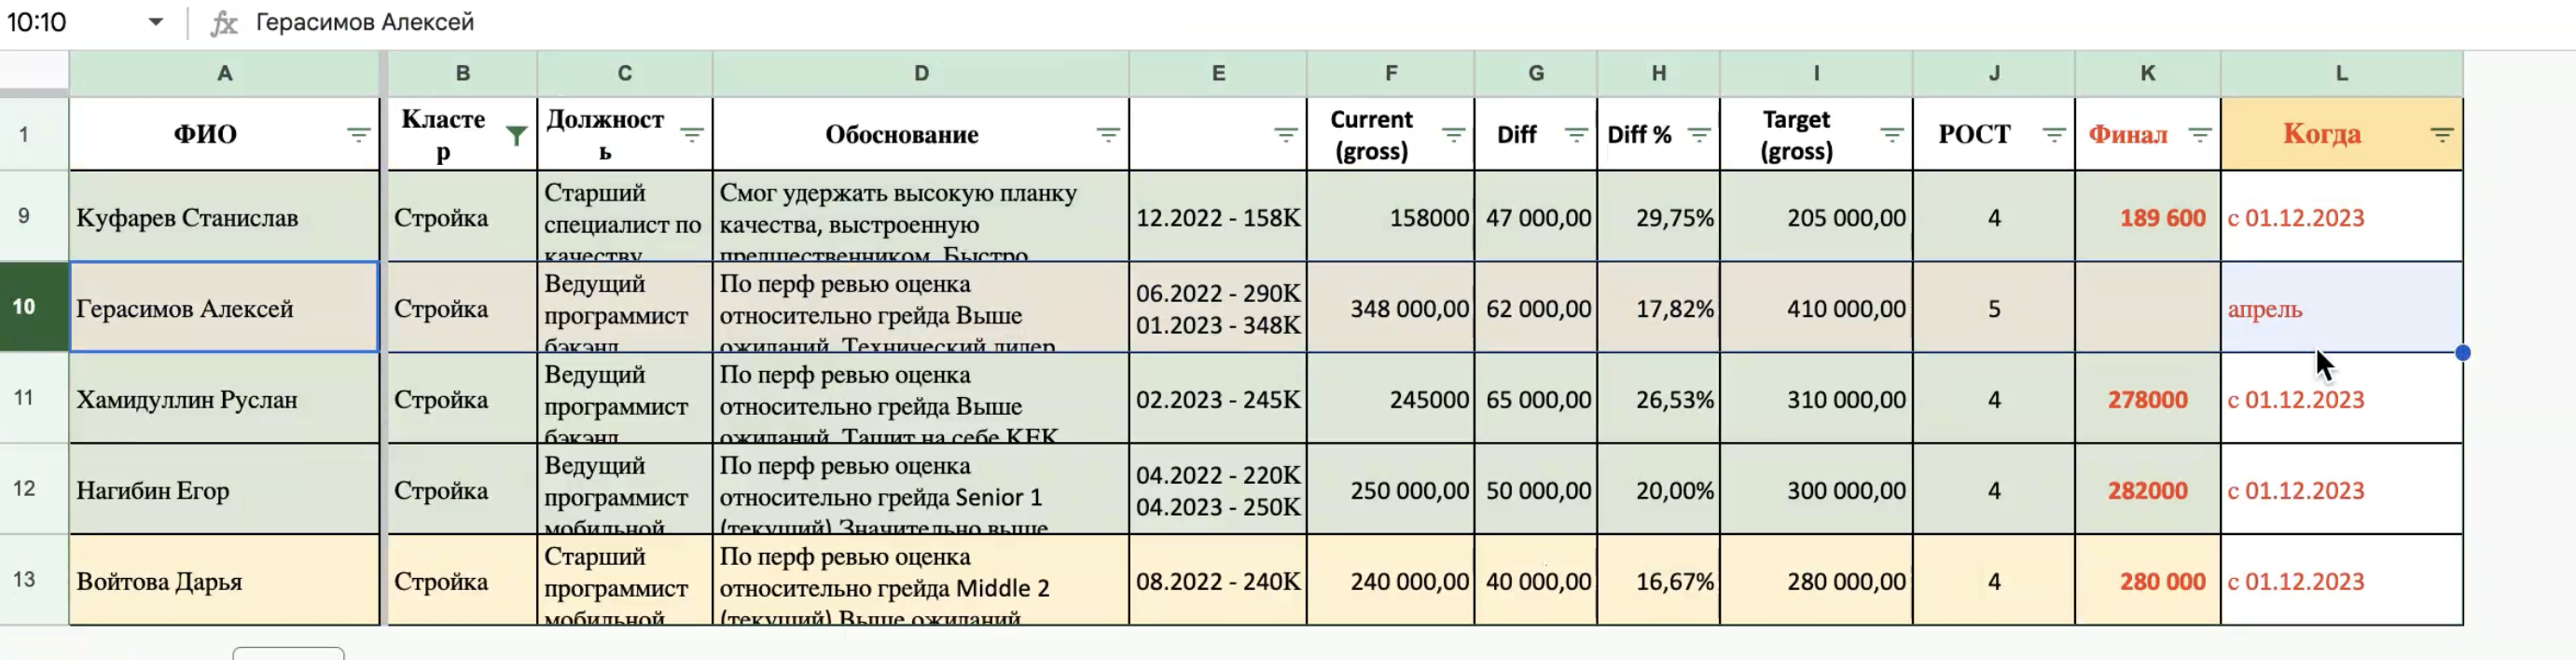 10:10
fx Герасимов Алексей
A B C D E F G H I J K L
1 ФИО Класте Должност Обоснование Current Diff Diff % Target РОСТ Финал Когда
р ь (gross) (gross)
9 Куфарев Станислав Стройка Старший Смог удержать высокую планку 12.2022 - 158K 158000 47 000,00 29,75% 205 000,00 4 189 600 с 01.12.2023
специалист по качества, выстроенную
качеству предшественником. Быстро
10 Герасимов Алексей Стройка Ведущий По перф ревью оценка 06.2022 - 290K 348 000,00 62 000,00 17,82% 410 000,00 5 апрель
программист относительно грейда Выше 01.2023 - 348K
бэкэнд ожиданий. Технический лидер
11 Хамидуллин Руслан Стройка Ведущий По перф ревью оценка 02.2023 - 245K 245000 65 000,00 26,53% 310 000,00 4 278000 с 01.12.2023
программист относительно грейда Выше
бэкэнд ожиданий. Тащит на себе КЕК
12 Нагибин Егор Стройка Ведущий По перф ревью оценка 04.2022 - 220K 250 000,00 50 000,00 20,00% 300 000,00 4 282000 с 01.12.2023
программист относительно грейда Senior 1 04.2023 - 250K
мобильной (текущий) Значительно выше
13 Войтова Дарья Стройка Старший По перф ревью оценка 08.2022 - 240K 240 000,00 40 000,00 16,67% 280 000,00 4 280 000 с 01.12.2023
программист относительно грейда Middle 2
мобильной (текущий) Выше ожиданий